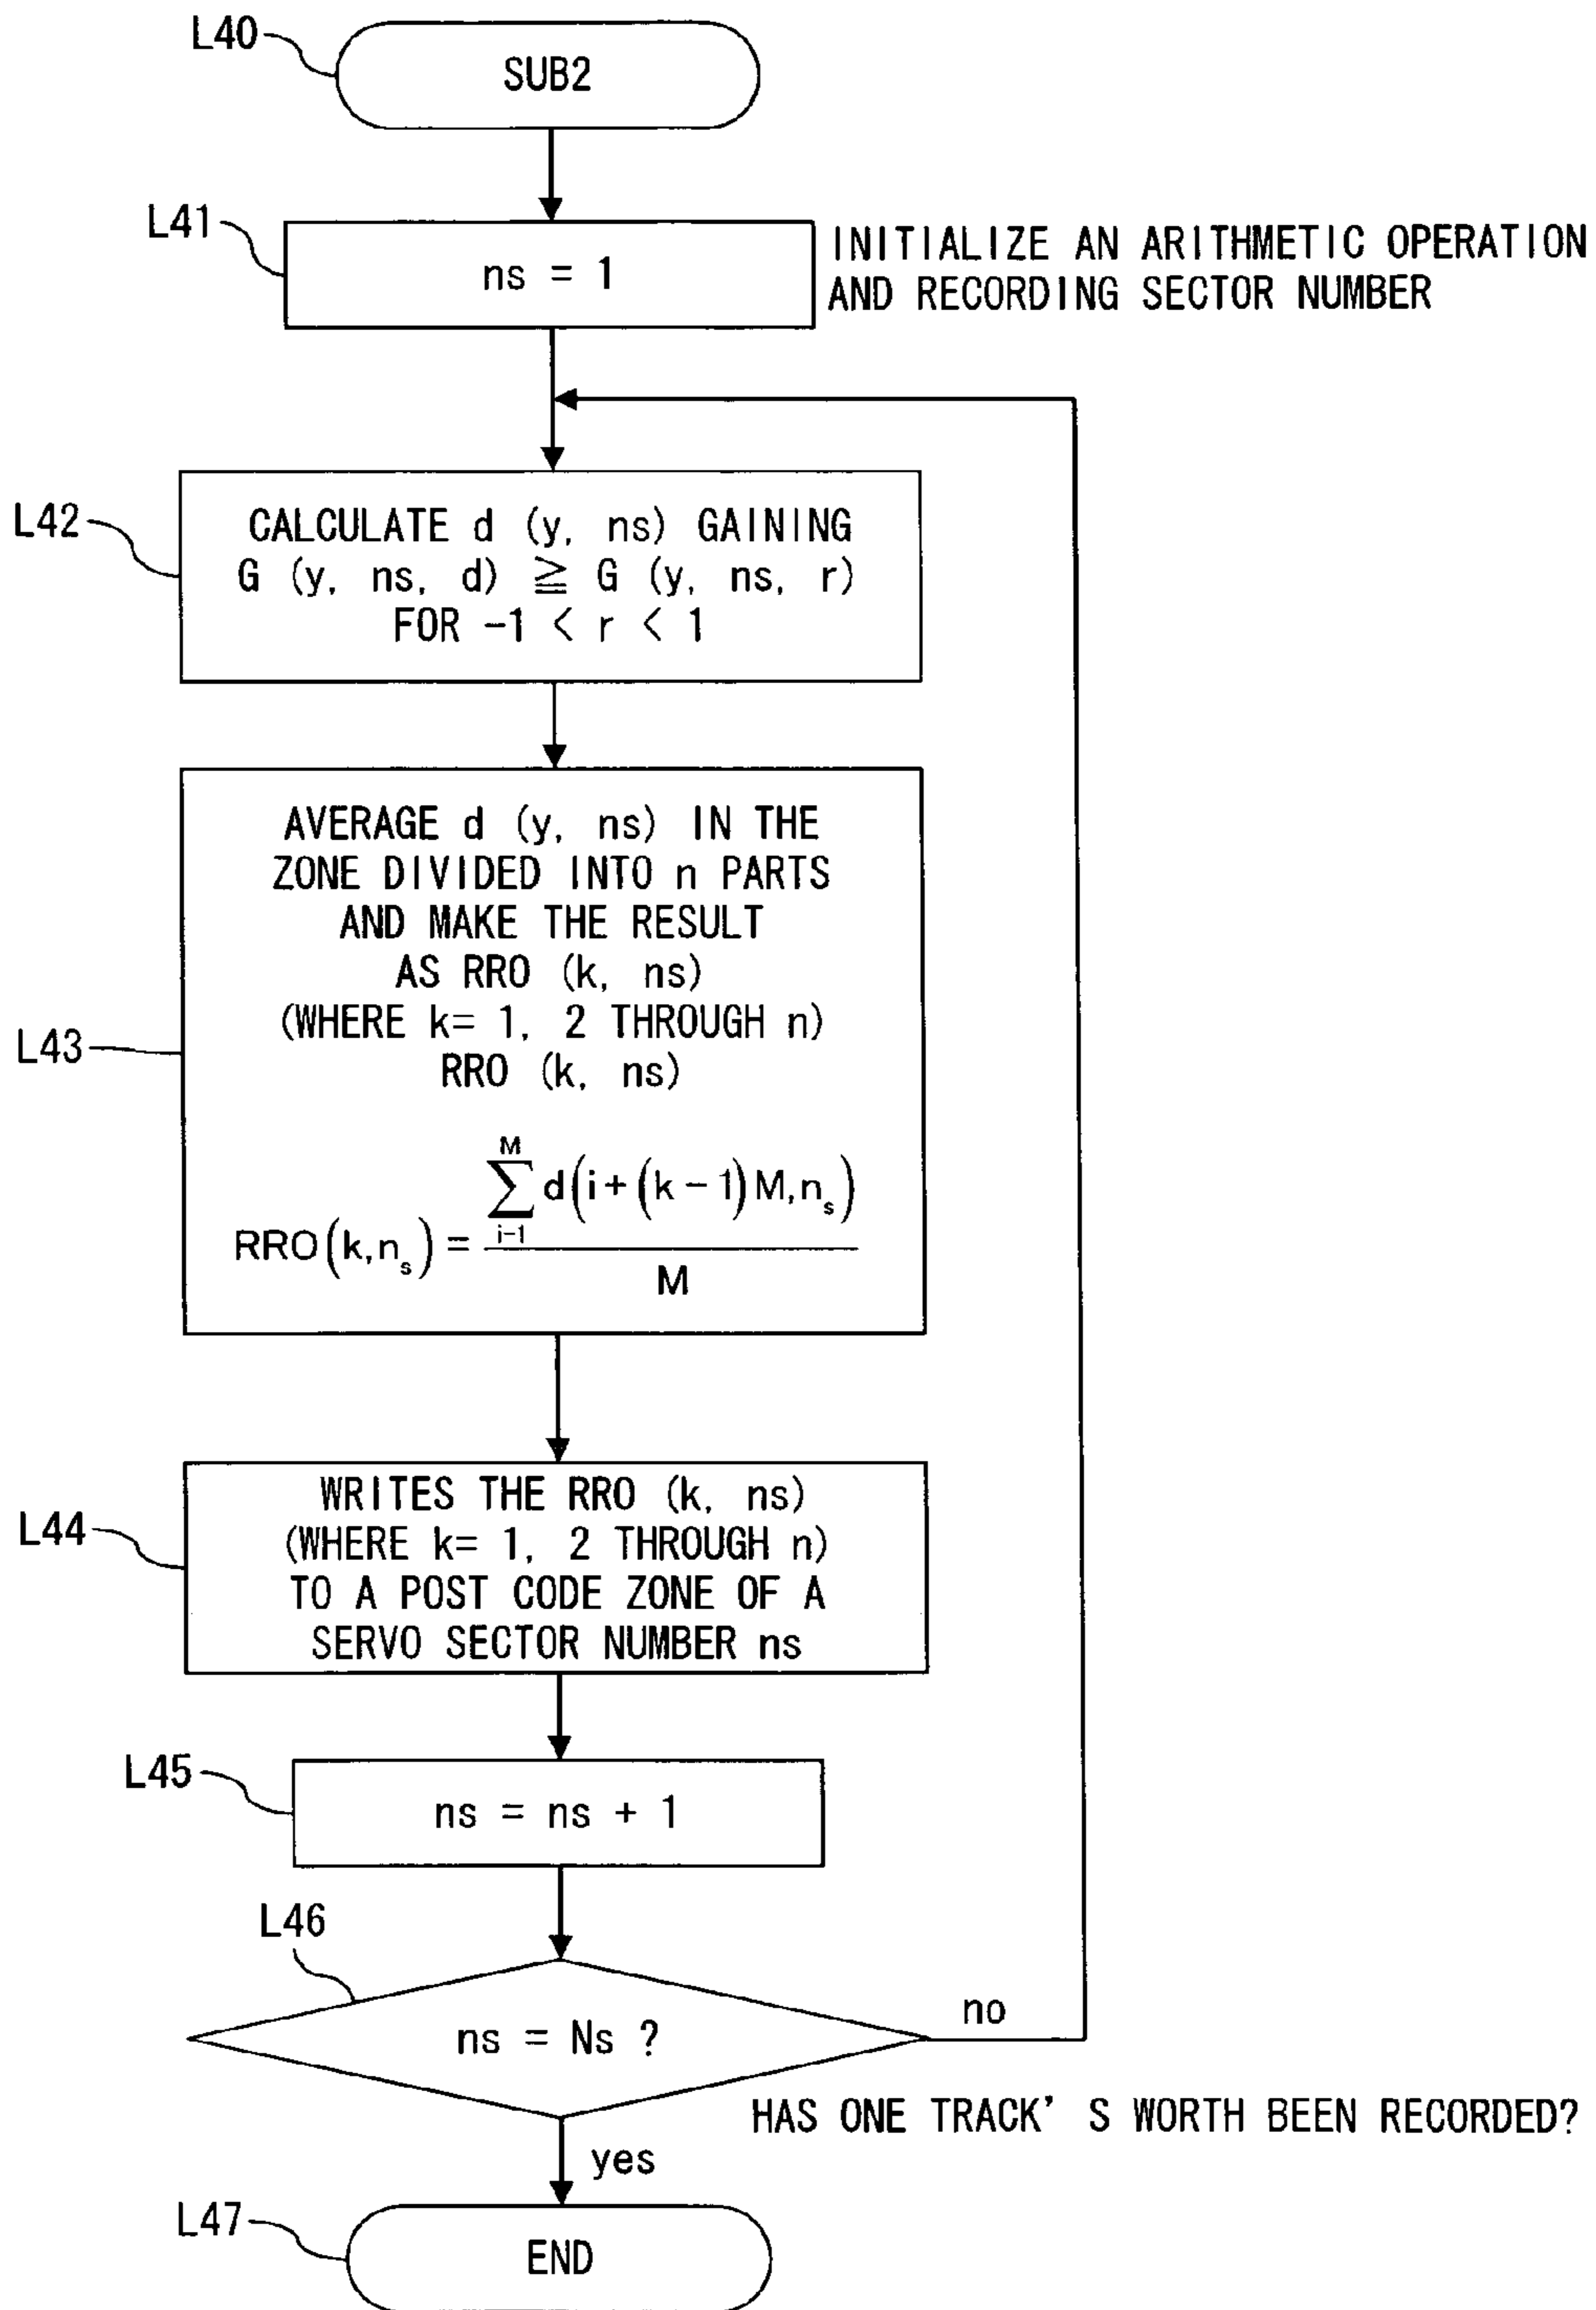 L40
SUB2
L41
ns = 1
INITIALIZE AN ARITHMETIC OPERATION
AND RECORDING SECTOR NUMBER
L42
CALCULATE d (y, ns) GAINING
G (y, ns, d) ≧ G (y, ns, r)
FOR -1 < r < 1
L43
AVERAGE d (y, ns) IN THE
ZONE DIVIDED INTO n PARTS
AND MAKE THE RESULT
AS RRO (k, ns)
(WHERE k= 1, 2 THROUGH n)
RRO (k, ns)
M
∑ d(i+(k-1)M,n_s)
i-1
RRO(k,n_s) =
M
L44
WRITES THE RRO (k, ns)
(WHERE k= 1, 2 THROUGH n)
TO A POST CODE ZONE OF A
SERVO SECTOR NUMBER ns
L45
ns = ns + 1
L46
ns = Ns ?
no
HAS ONE TRACK' S WORTH BEEN RECORDED?
yes
L47
END